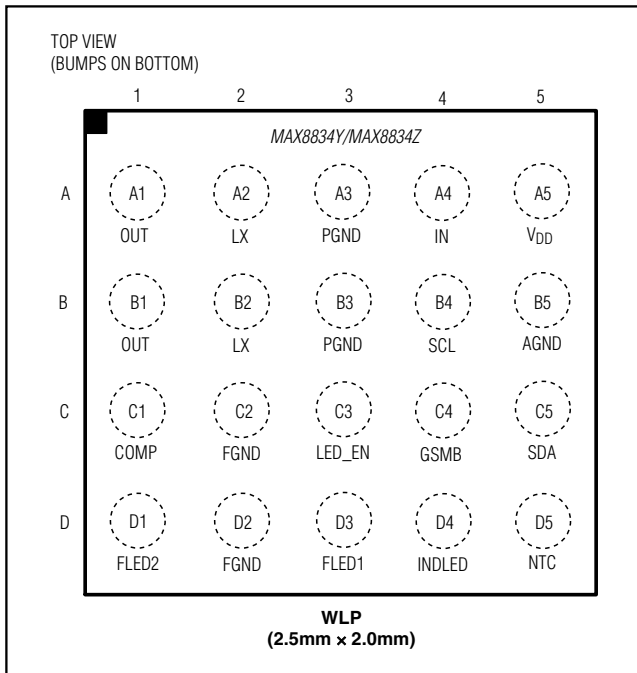 TOP VIEW
(BUMPS ON BOTTOM)
1 2 3 4 5
MAX8834Y/MAX8834Z
A A1 A2 A3 A4 A5
OUT LX PGND IN VDD
B B1 B2 B3 B4 B5
OUT LX PGND SCL AGND
C C1 C2 C3 C4 C5
COMP FGND LED_EN GSMB SDA
D D1 D2 D3 D4 D5
FLED2 FGND FLED1 INDLED NTC
WLP
(2.5mm × 2.0mm)